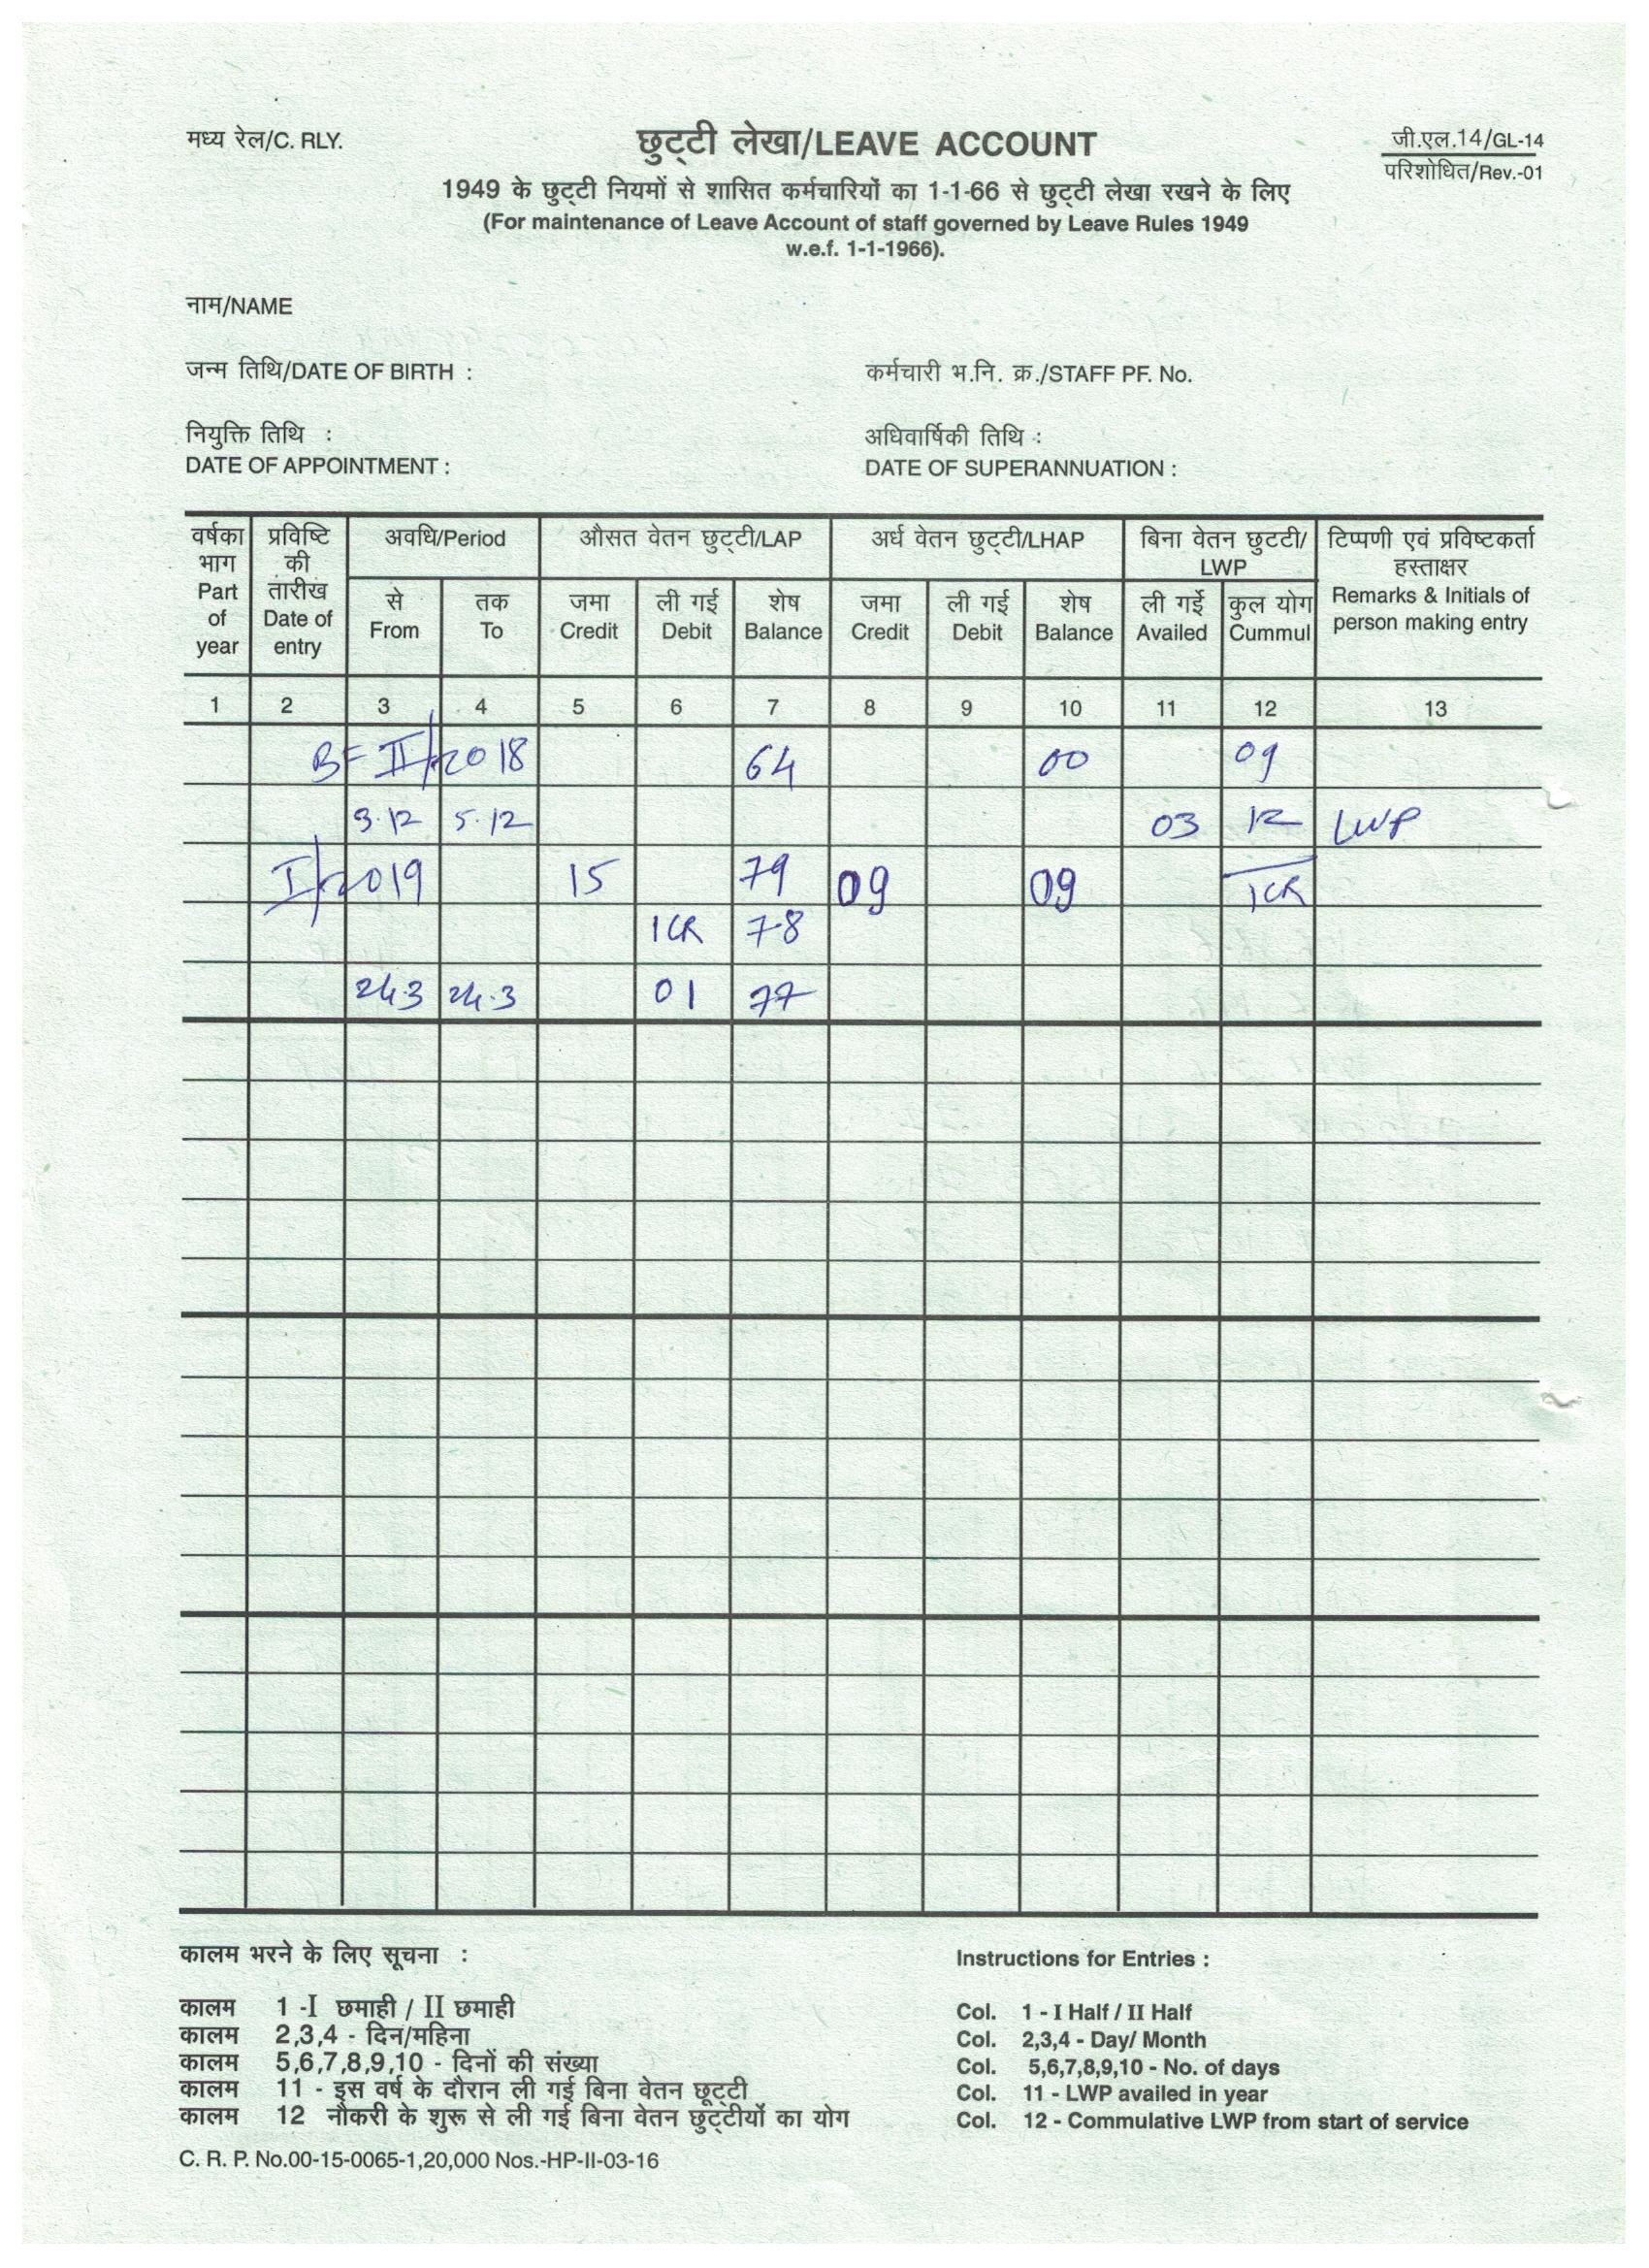 मध्य रेल/C. RLY.
छुट्टी लेखा/LEAVE ACCOUNT
जी.एल.14/GL-14
परिशोधित/Rev.-01
1949 के छुट्टी नियमों से शासित कर्मचारियों का 1-1-66 से छुट्टी लेखा रखने के लिए
(For maintenance of Leave Account of staff governed by Leave Rules 1949
w.e.f. 1-1-1966).
नाम/NAME
जन्म तिथि/DATE OF BIRTH :
कर्मचारी भ.नि. क्र./STAFF PF. No.
नियुक्ति तिथि :
DATE OF APPOINTMENT :
अधिवार्षिकी तिथि :
DATE OF SUPERANNUATION :
वर्षका भाग Part of year
प्रविष्टि की तारीख Date of entry
अवधि/Period
औसत वेतन छुट्टी/LAP
अर्ध वेतन छुट्टी/LHAP
बिना वेतन छुटटी/ LWP
टिप्पणी एवं प्रविष्टकर्ता हस्ताक्षर Remarks & Initials of person making entry
से तक जमा ली गई शेष जमा ली गई शेष ली गई कुल योग
From To Credit Debit Balance Credit Debit Balance Availed Cummul
1 2 3 4 5 6 7 8 9 10 11 12 13
BF II/2018 64 00 09
3.12 5.12 03 12 LWP
I/2019 15 79 09 09 1CR
1CR 78
24.3 24.3 01 77
कालम भरने के लिए सूचना :
कालम 1 -I छमाही / II छमाही
कालम 2,3,4 - दिन/महिना
कालम 5,6,7,8,9,10 - दिनों की संख्या
कालम 11 - इस वर्ष के दौरान ली गई बिना वेतन छूट्टी
कालम 12 नौकरी के शुरू से ली गई बिना वेतन छुट्टीयों का योग
Instructions for Entries :
Col. 1 - I Half / II Half
Col. 2,3,4 - Day/ Month
Col. 5,6,7,8,9,10 - No. of days
Col. 11 - LWP availed in year
Col. 12 - Commulative LWP from start of service
C. R. P. No.00-15-0065-1,20,000 Nos.-HP-II-03-16